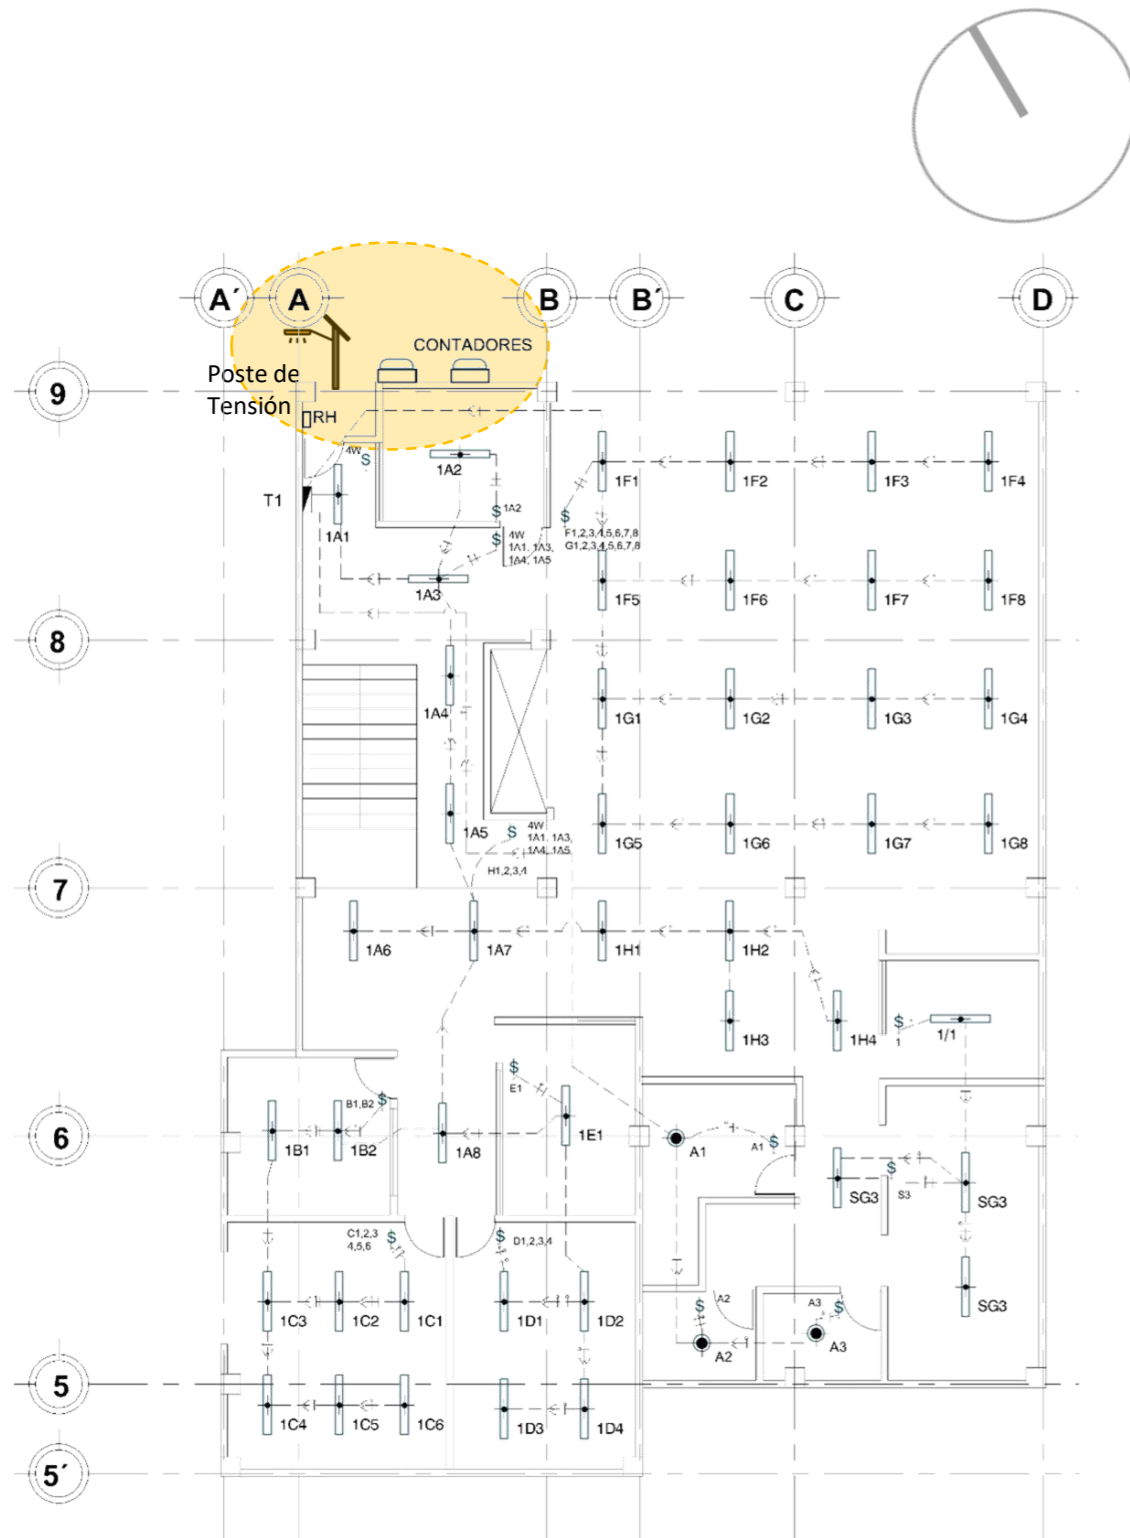 A´ A B B´ C D
CONTADORES
9
Poste de
Tensión
RH
4W
T1
1A1
1A2
1A2
4W
1A1, 1A3,
1A4, 1A5
1A3
F1,2,3,4,5,6,7,8
G1,2,3,4,5,6,7,8
1F1 1F2 1F3 1F4
1F5 1F6 1F7 1F8
8
1A4
1G1 1G2 1G3 1G4
1A5
4W
1A1, 1A3,
1A4, 1A5
H1,2,3,4
1G5 1G6 1G7 1G8
7
1A6 1A7 1H1 1H2
1H3 1H4
1
1/1
E1
B1,B2
6
1B1 1B2 1A8 1E1
A1
A1
SG3
S3
SG3
C1,2,3
4,5,6
D1,2,3,4
1C3 1C2 1C1 1D1 1D2
A2
A3
SG3
A2
A3
5
1C4 1C5 1C6 1D3 1D4
5´